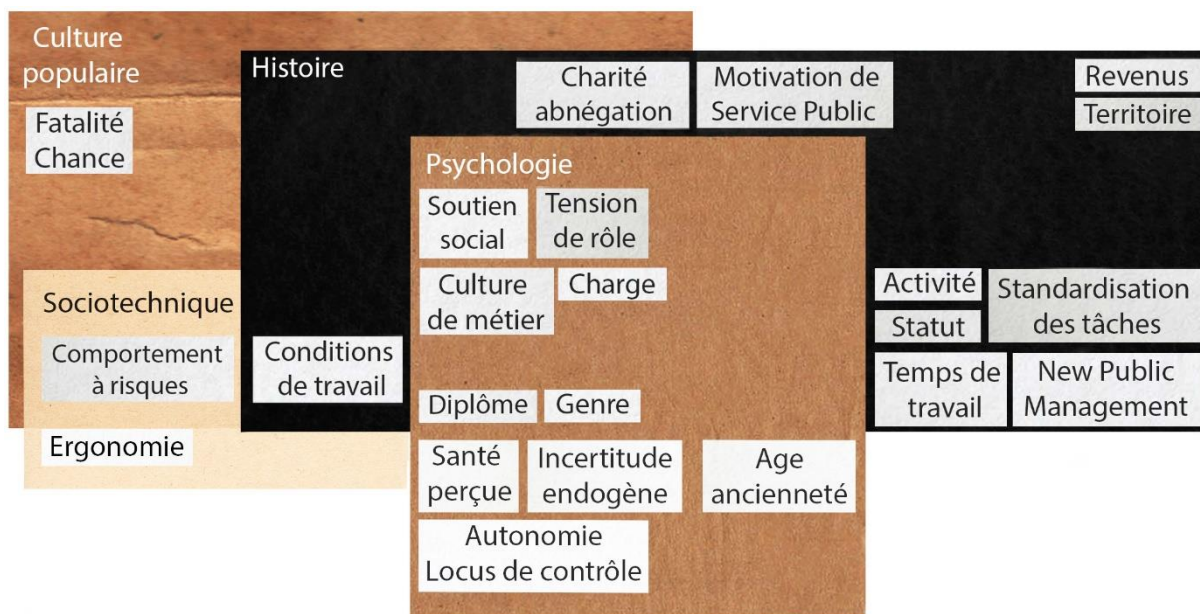 Culture
populaire
Fatalité
Chance
Histoire
Charité
abnégation
Motivation de
Service Public
Revenus
Territoire
Psychologie
Soutien
social
Tension
de rôle
Culture
de métier
Charge
Activité
Statut
Standardisation
des tâches
Temps de
travail
New Public
Management
Sociotechnique
Comportement
à risques
Conditions
de travail
Ergonomie
Diplôme
Genre
Santé
perçue
Incertitude
endogène
Age
ancienneté
Autonomie
Locus de contrôle